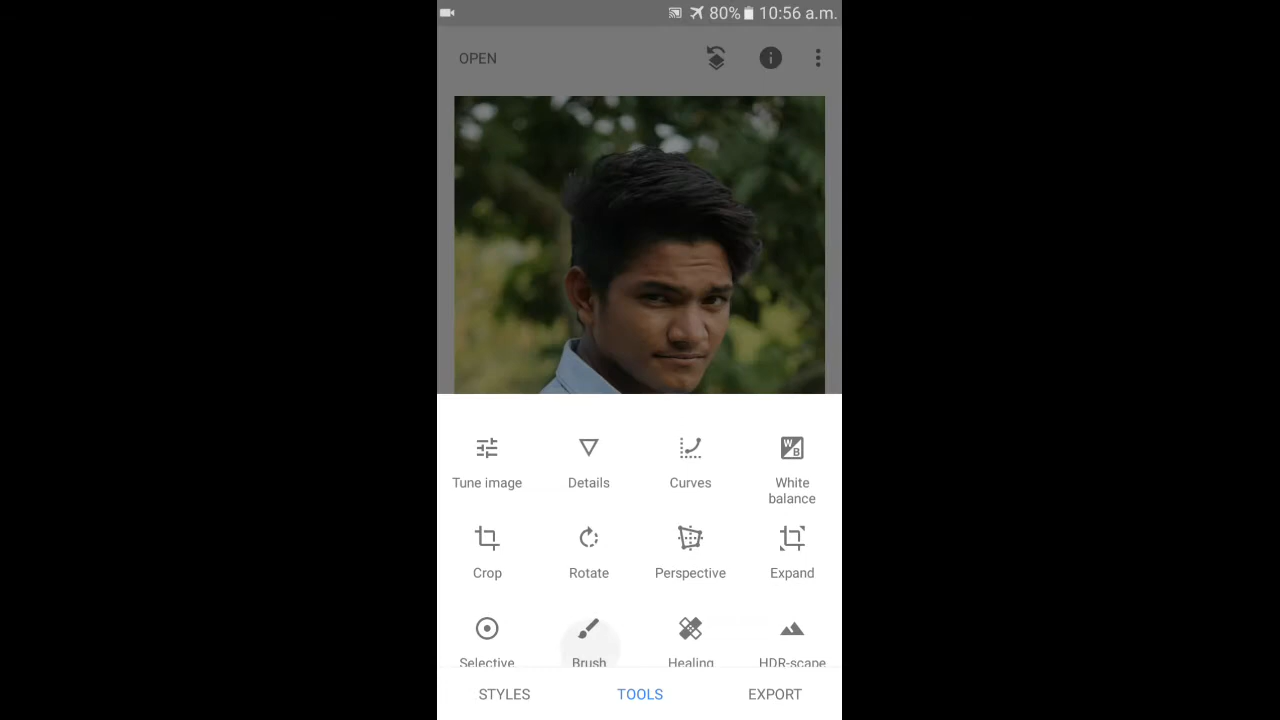 80% 10:56 a.m.
OPEN
Tune image
Details
Curves
White balance
Crop
Rotate
Perspective
Expand
Selective
Brush
Healing
HDR-scape
STYLES
TOOLS
EXPORT